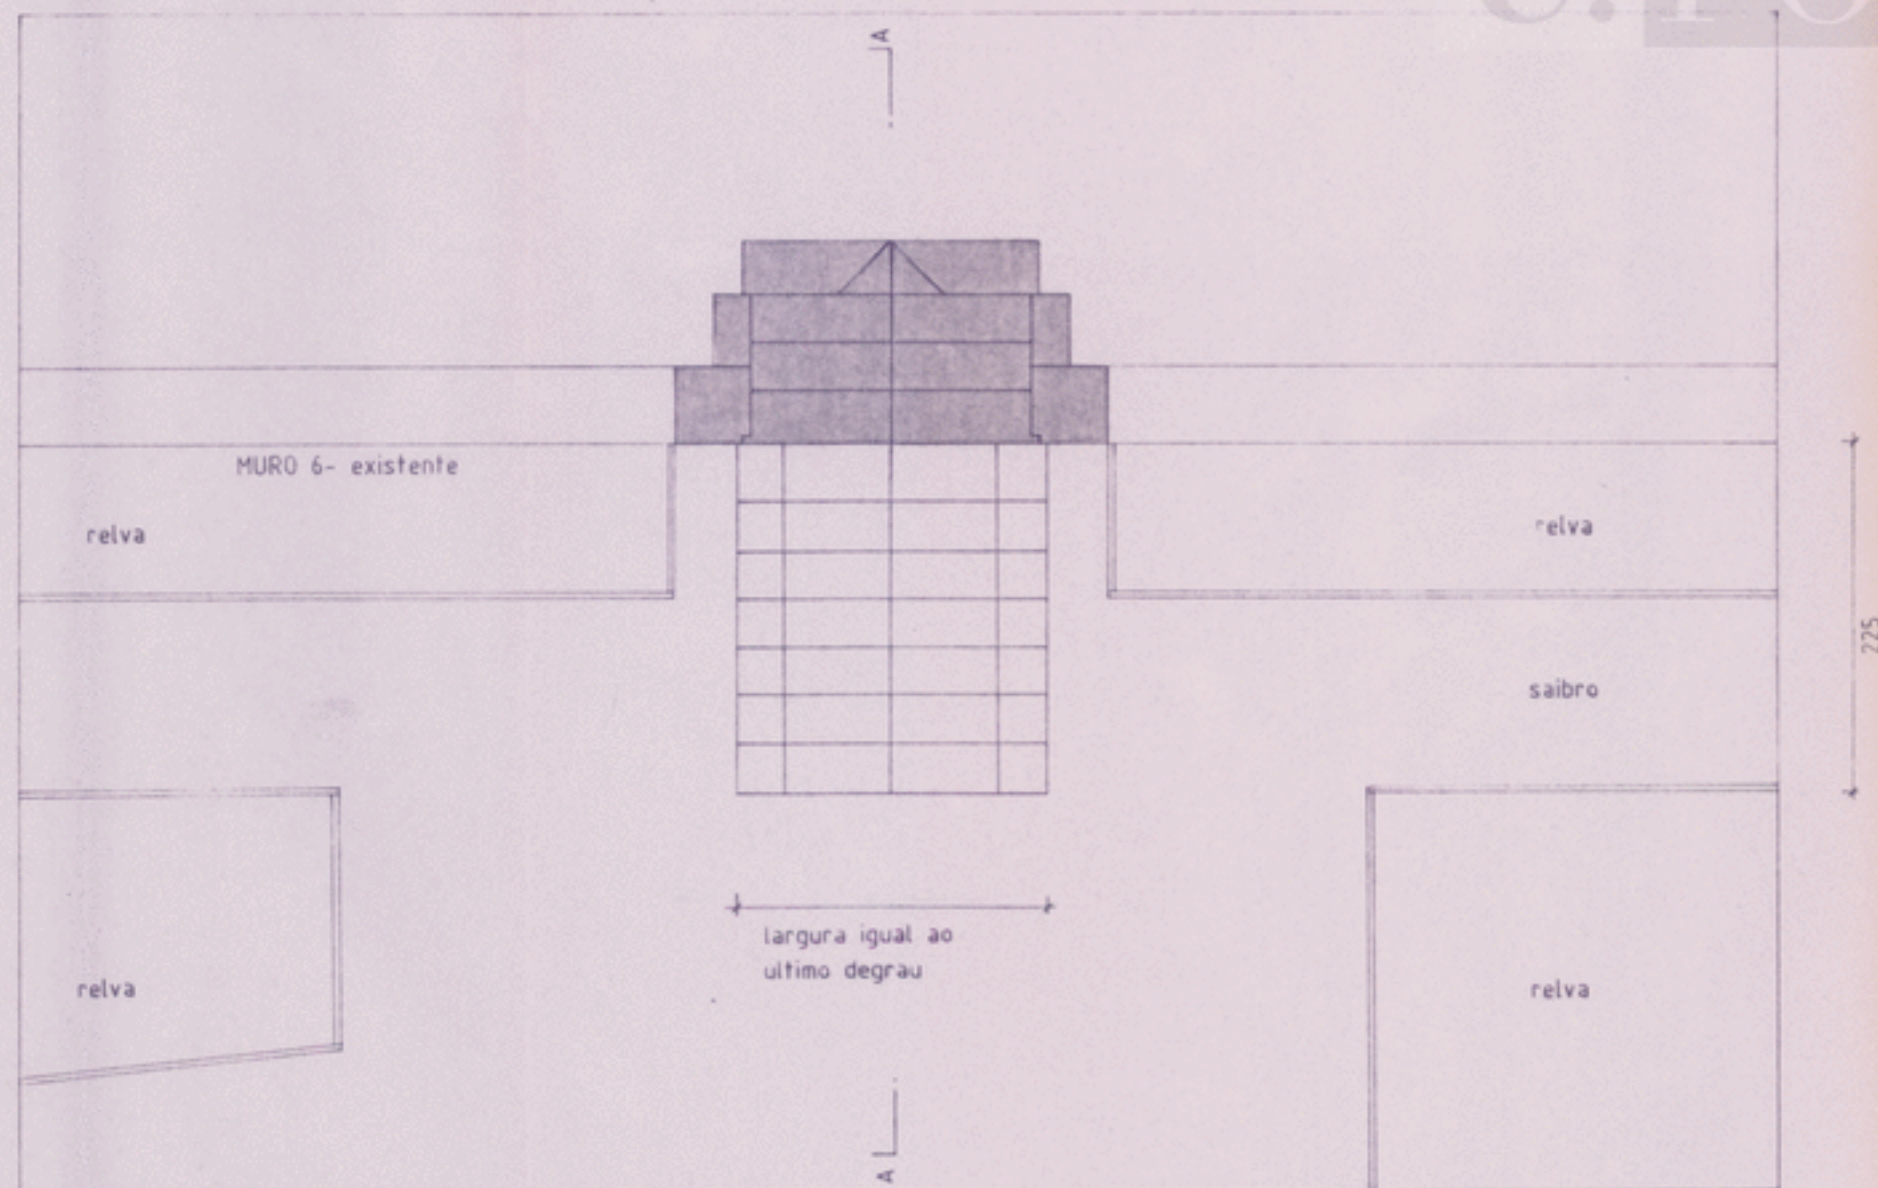 A
MURO 6- existente
relva
relva
225
saibro
largura igual ao
ultimo degrau
relva
relva
A